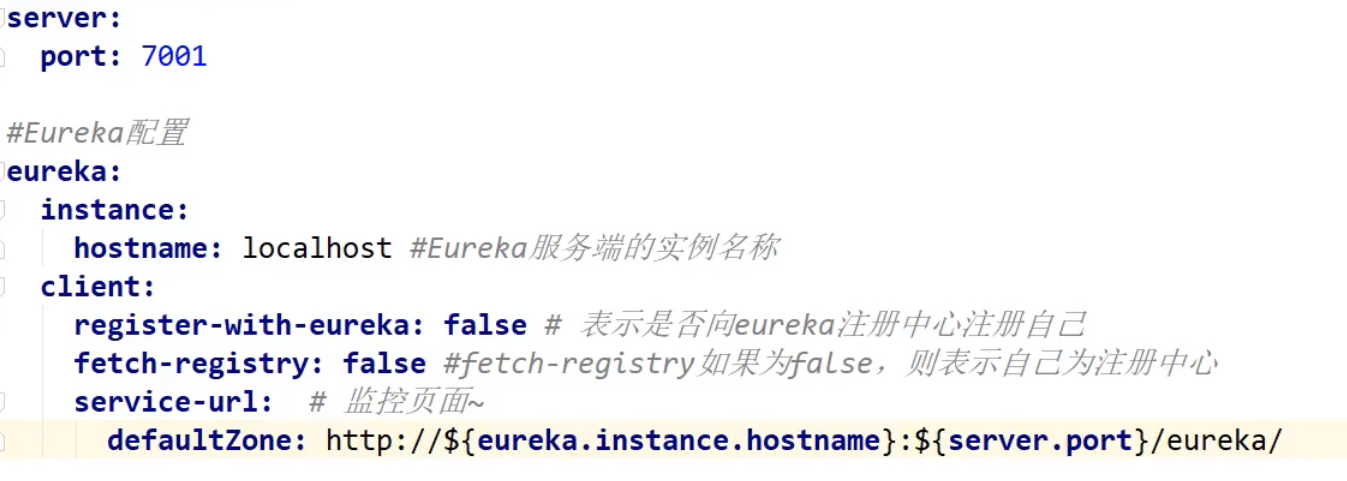 server:
port: 7001
#Eureka配置
eureka:
instance:
hostname: localhost #Eureka服务端的实例名称
client:
register-with-eureka: false # 表示是否向eureka注册中心注册自己
fetch-registry: false #fetch-registry如果为false，则表示自己为注册中心
service-url:  # 监控页面~
defaultZone: http://${eureka.instance.hostname}:${server.port}/eureka/